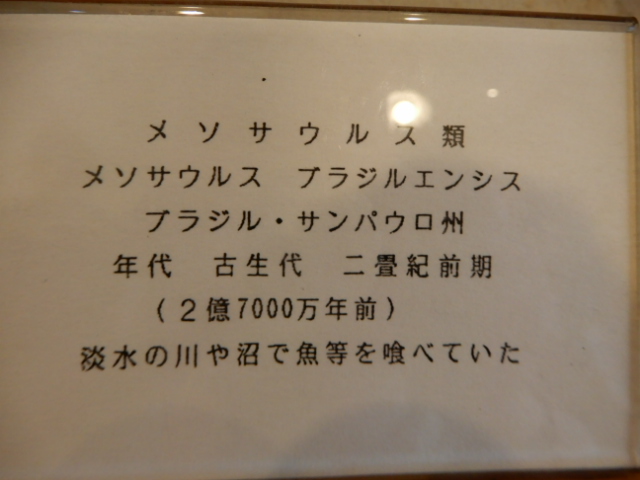 メソサウルス類
メソサウルス　ブラジルエンシス
ブラジル・サンパウロ州
年代　古生代　二畳紀前期
(2億7000万年前)
淡水の川や沼で魚等を喰べていた